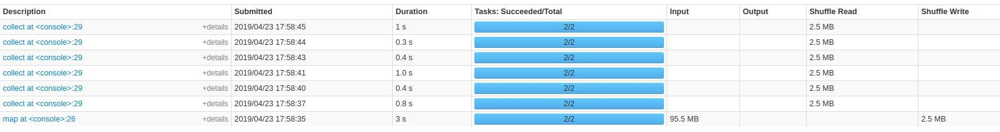 Description Submitted Duration Tasks: Succeeded/Total Input Output Shuffle Read Shuffle Write
collect at <console>:29 +details 2019/04/23 17:58:45 1 s 2/2 2.5 MB
collect at <console>:29 +details 2019/04/23 17:58:44 0.3 s 2/2 2.5 MB
collect at <console>:29 +details 2019/04/23 17:58:43 0.4 s 2/2 2.5 MB
collect at <console>:29 +details 2019/04/23 17:58:41 1.0 s 2/2 2.5 MB
collect at <console>:29 +details 2019/04/23 17:58:40 0.4 s 2/2 2.5 MB
collect at <console>:29 +details 2019/04/23 17:58:37 0.8 s 2/2 2.5 MB
map at <console>:26 +details 2019/04/23 17:58:35 3 s 2/2 95.5 MB 2.5 MB